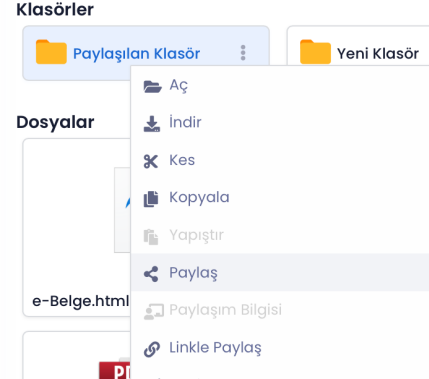 Klasörler
Paylaşılan Klasör
Yeni Klasör
Aç
Dosyalar
İndir
Kes
Kopyala
Yapıştır
Paylaş
e-Belge.html
Paylaşım Bilgisi
Linkle Paylaş